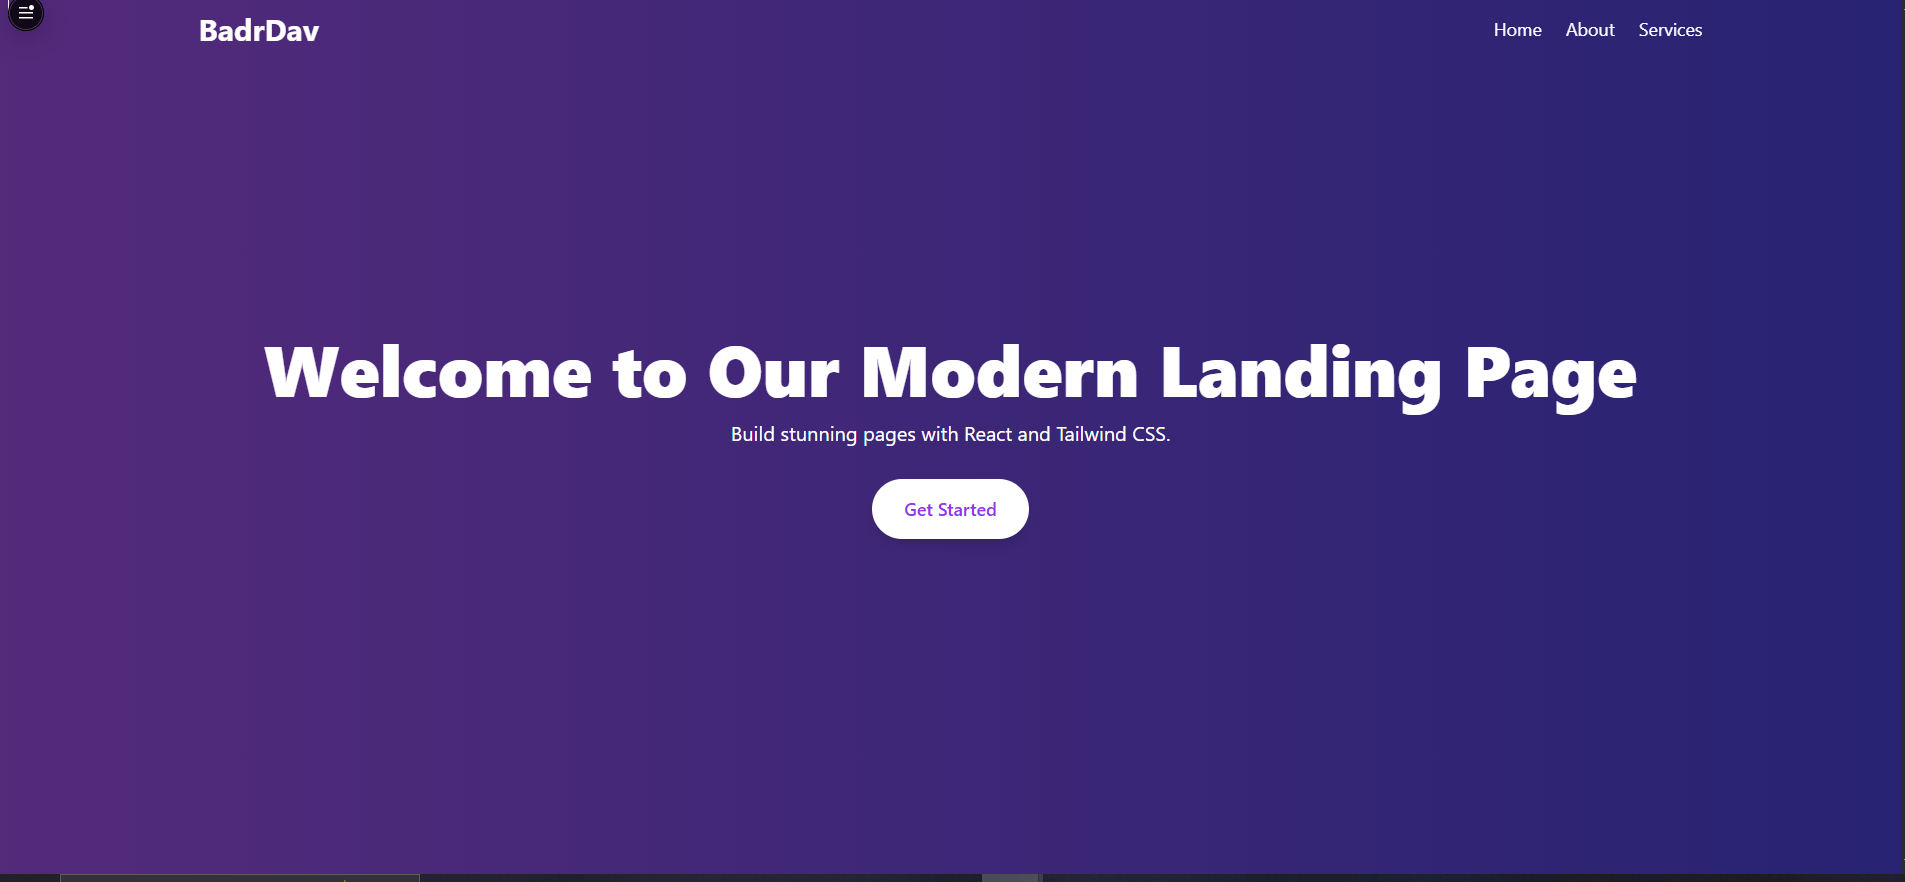 BadrDav
Home About Services
Welcome to Our Modern Landing Page
Build stunning pages with React and Tailwind CSS.
Get Started